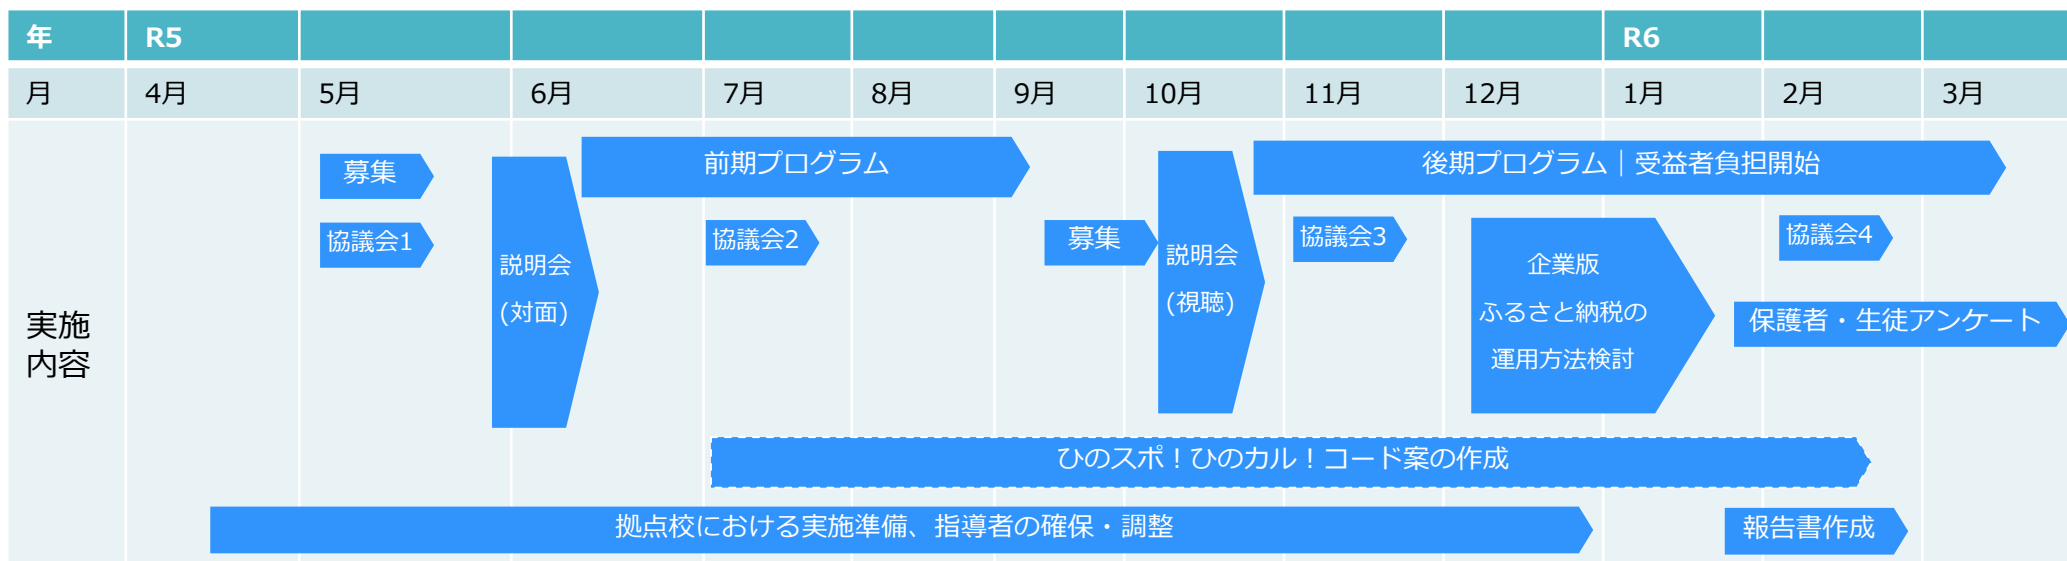 年 R5 R6
月 4月 5月 6月 7月 8月 9月 10月 11月 12月 1月 2月 3月
実施
内容
募集
協議会1
説明会
(対面)
前期プログラム
協議会2
募集
説明会
(視聴)
後期プログラム｜受益者負担開始
協議会3
企業版
ふるさと納税の
運用方法検討
協議会4
保護者・生徒アンケート
ひのスポ！ひのカル！コード案の作成
拠点校における実施準備、指導者の確保・調整
報告書作成